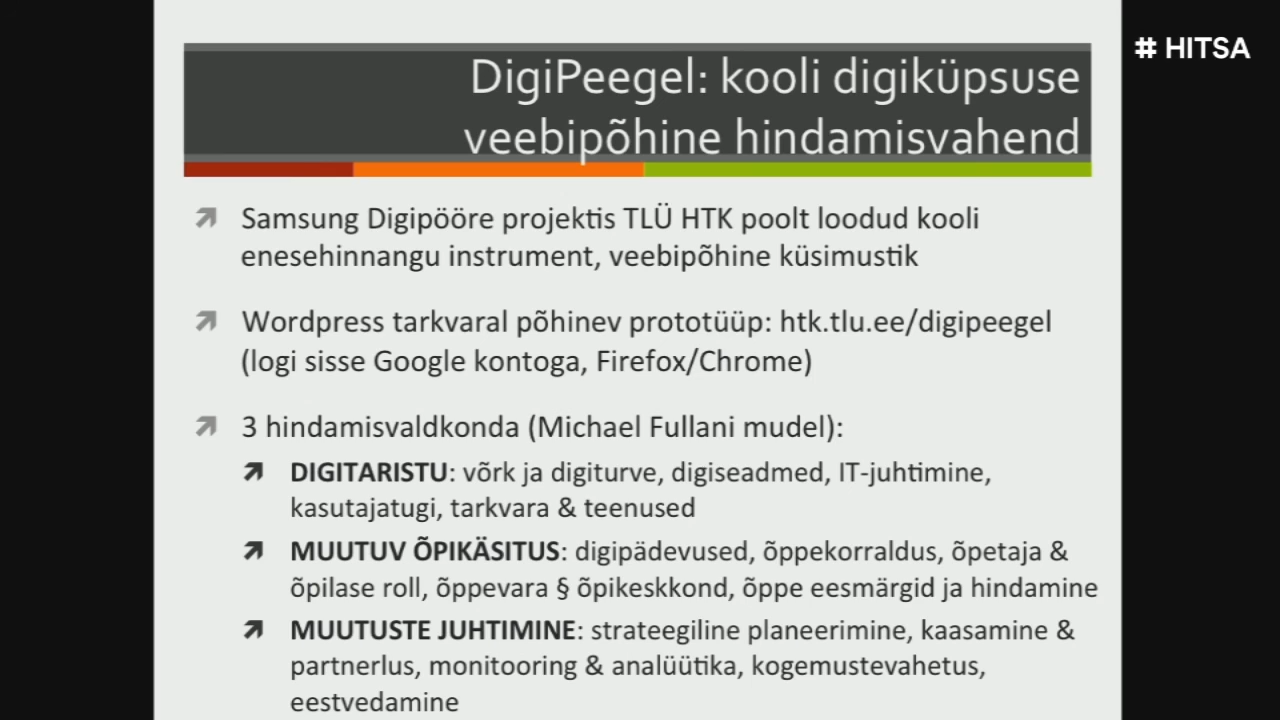 # HITSA
DigiPeegel: kooli digiküpsuse
veebipõhine hindamisvahend
Samsung Digipööre projektis TLÜ HTK poolt loodud kooli
enesehinnangu instrument, veebipõhine küsimustik
Wordpress tarkvaral põhinev prototüüp: htk.tlu.ee/digipeegel
(logi sisse Google kontoga, Firefox/Chrome)
3 hindamisvaldkonda (Michael Fullani mudel):
DIGITARISTU: võrk ja digiturve, digiseadmed, IT-juhtimine,
kasutajatugi, tarkvara & teenused
MUUTUV ÕPIKÄSITUS: digipädevused, õppekorraldus, õpetaja &
õpilase roll, õppevara § õpikeskkond, õppe eesmärgid ja hindamine
MUUTUSTE JUHTIMINE: strateegiline planeerimine, kaasamine &
partnerlus, monitooring & analüütika, kogemustevahetus,
eestvedamine